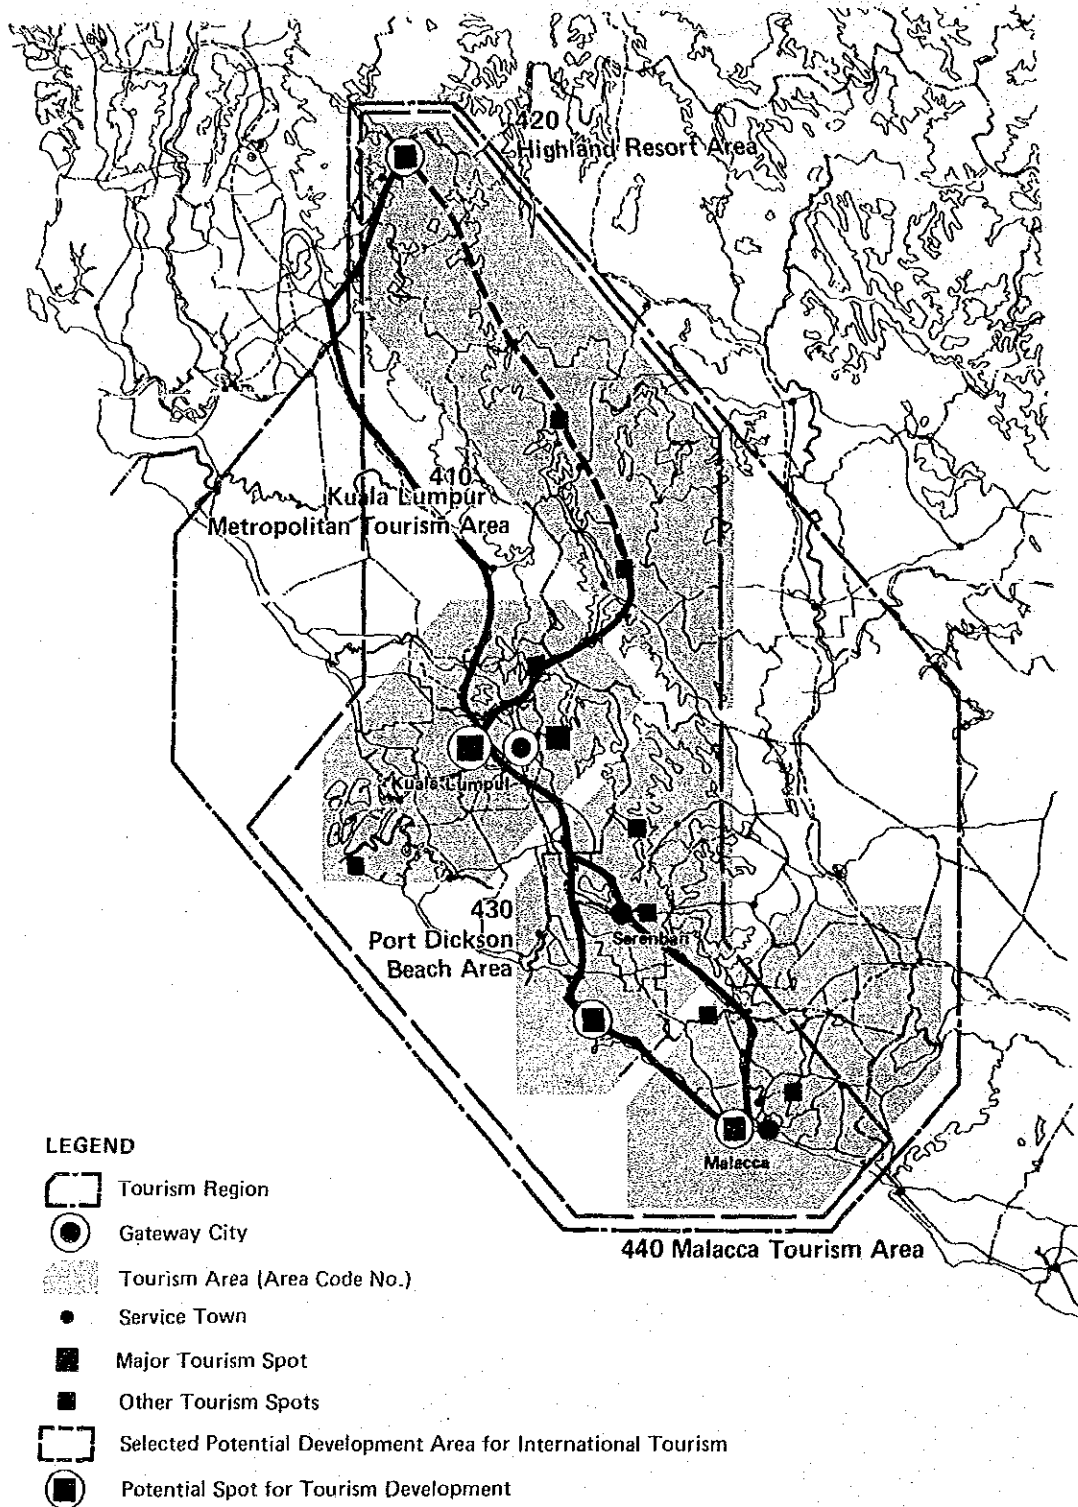 420
Highland Resort Area
410
Kuala Lumpur
Metropolitan Tourism Area
Kuala Lumpur
430
Port Dickson
Beach Area
Seremban
Malacca
440 Malacca Tourism Area
LEGEND
Tourism Region
Gateway City
Tourism Area (Area Code No.)
Service Town
Major Tourism Spot
Other Tourism Spots
Selected Potential Development Area for International Tourism
Potential Spot for Tourism Development